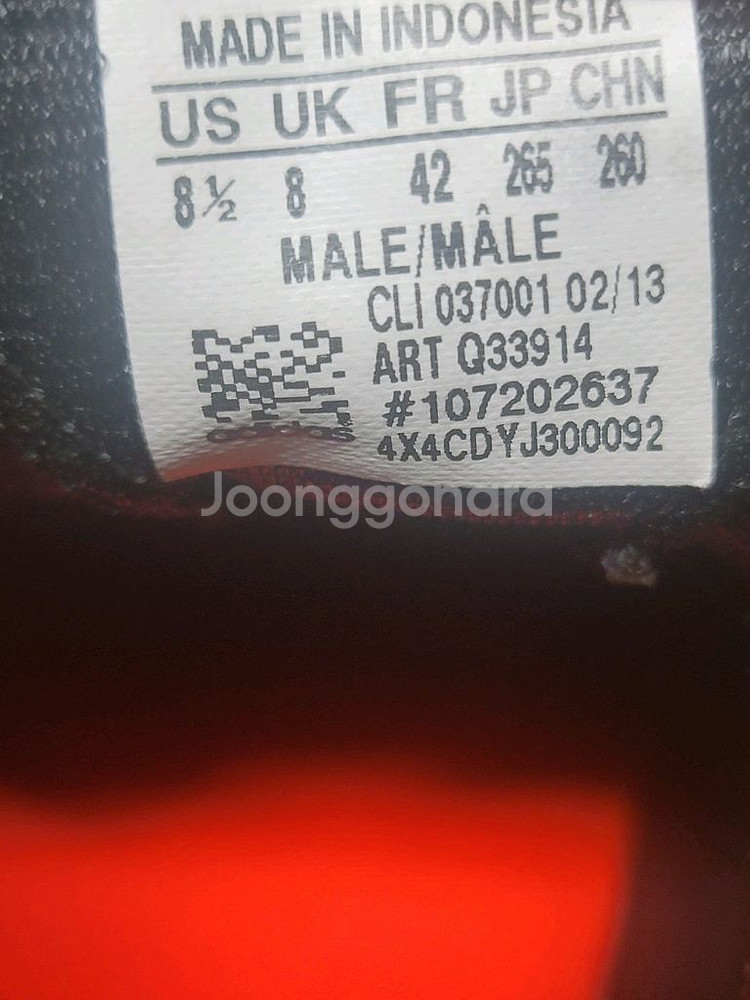 MADE IN INDONESIA
US UK FR JP CHN
8½ 8 42 265 260
MALE/MÂLE
CLI 037001 02/13
ART Q33914
#107202637
4X4CDYJ300092
Joonggonara